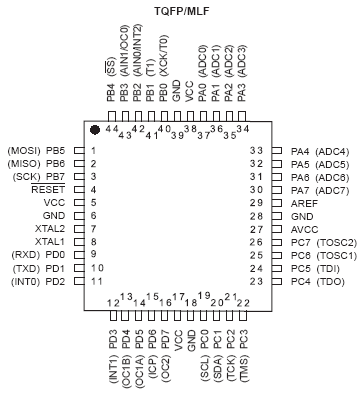 TQFP/MLF
PB4 (SS)
PB3 (AIN1/OC0)
PB2 (AIN0/INT2)
PB1 (T1)
PB0 (XCK/T0)
GND
VCC
PA0 (ADC0)
PA1 (ADC1)
PA2 (ADC2)
PA3 (ADC3)
44 43 42 41 40 39 38 37 36 35 34
(MOSI) PB5 1
(MISO) PB6 2
(SCK) PB7 3
RESET 4
VCC 5
GND 6
XTAL2 7
XTAL1 8
(RXD) PD0 9
(TXD) PD1 10
(INT0) PD2 11
33 PA4 (ADC4)
32 PA5 (ADC5)
31 PA6 (ADC6)
30 PA7 (ADC7)
29 AREF
28 GND
27 AVCC
26 PC7 (TOSC2)
25 PC6 (TOSC1)
24 PC5 (TDI)
23 PC4 (TDO)
12 13 14 15 16 17 18 19 20 21 22
(INT1) PD3
(OC1B) PD4
(OC1A) PD5
(ICP) PD6
(OC2) PD7
VCC
GND
(SCL) PC0
(SDA) PC1
(TCK) PC2
(TMS) PC3